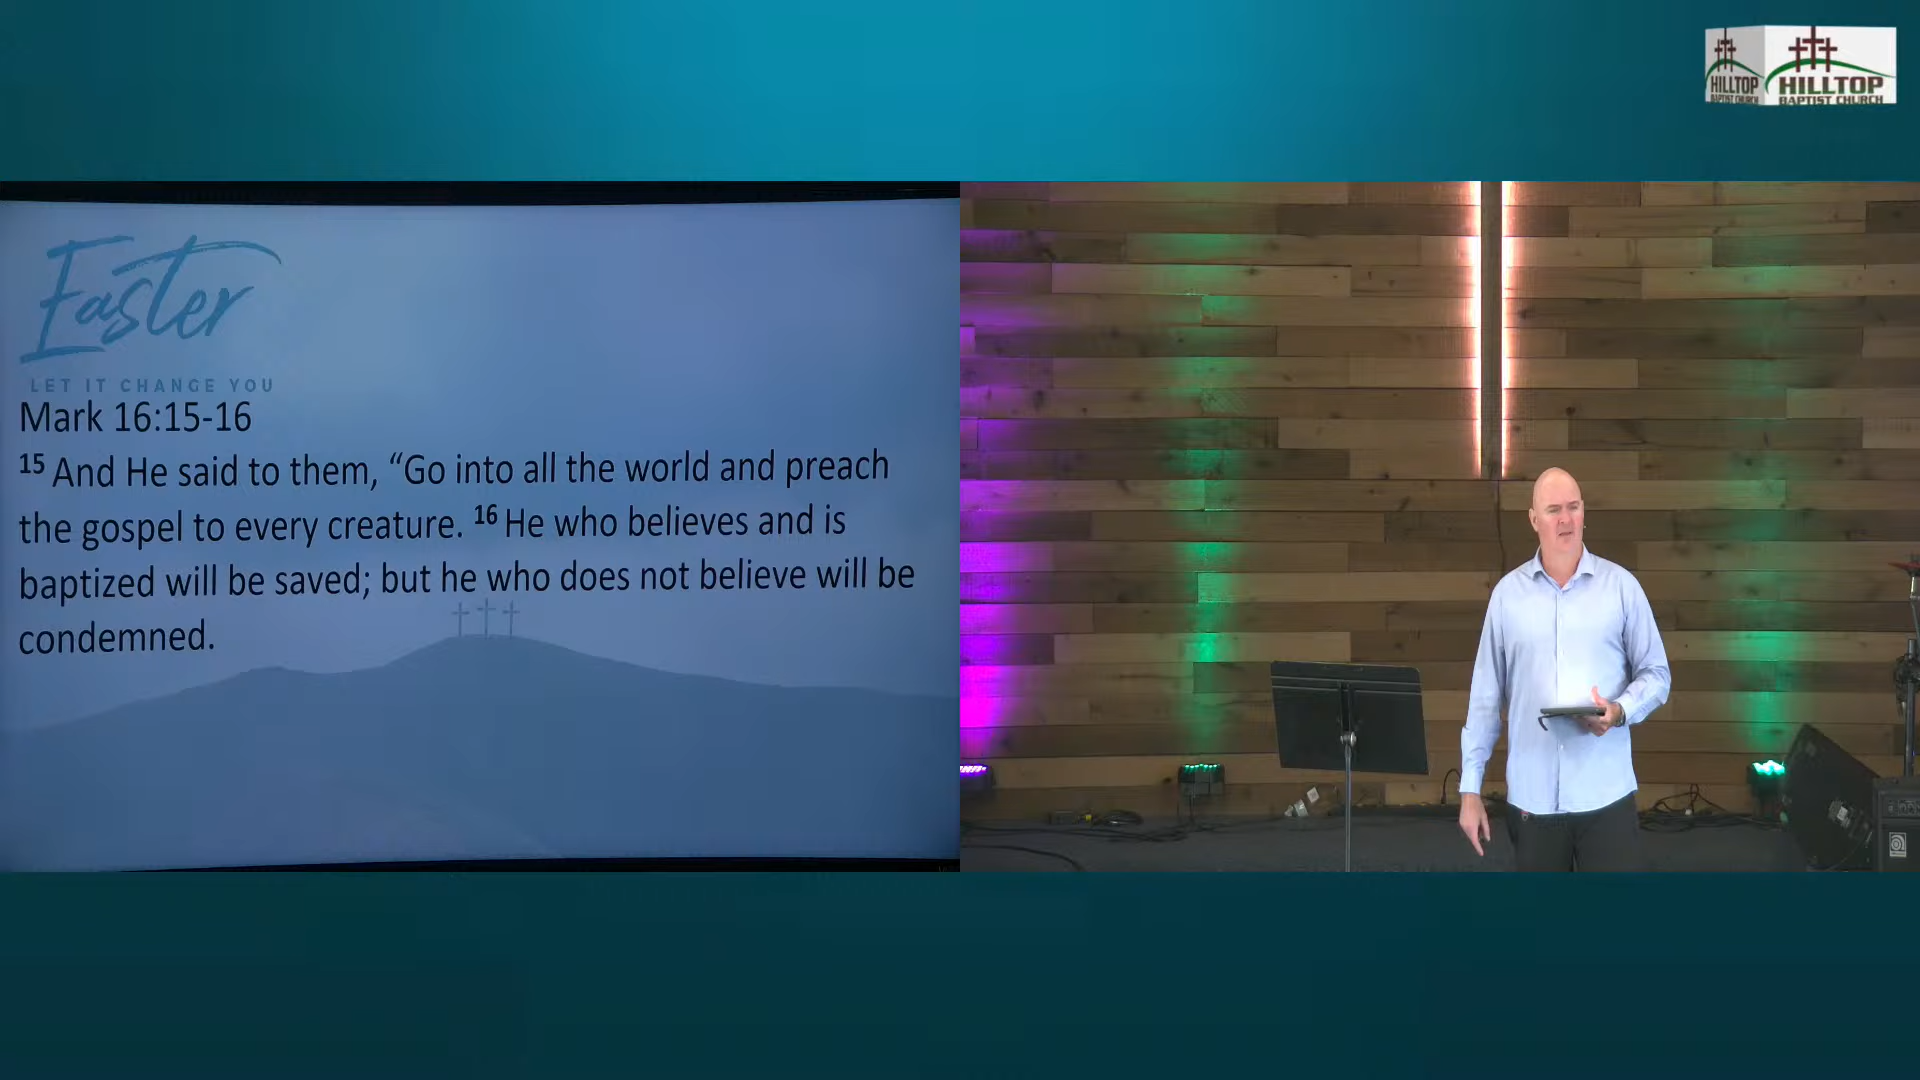 HILLTOP
BAPTIST CHURCH
HILLTOP
BAPTIST CHURCH
Easter
LET IT CHANGE YOU
Mark 16:15-16
15 And He said to them, “Go into all the world and preach
the gospel to every creature. 16 He who believes and is
baptized will be saved; but he who does not believe will be
condemned.